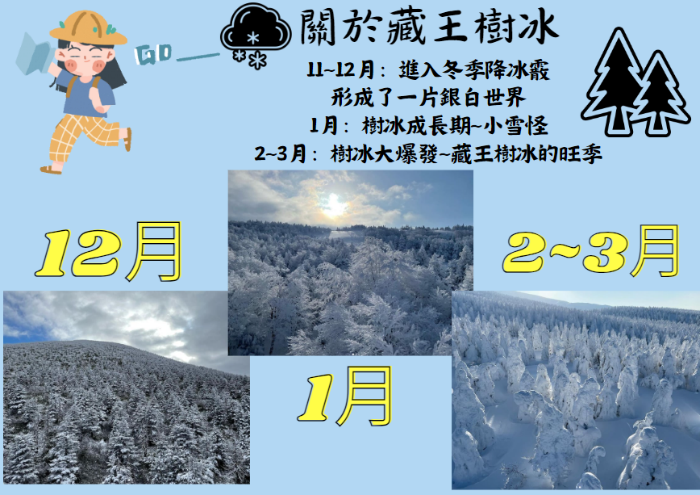 GO
關於藏王樹冰
11~12月：進入冬季降冰霰
形成了一片銀白世界
1月：樹冰成長期~小雪怪
2~3月：樹冰大爆發~藏王樹冰的旺季
12月
2~3月
1月